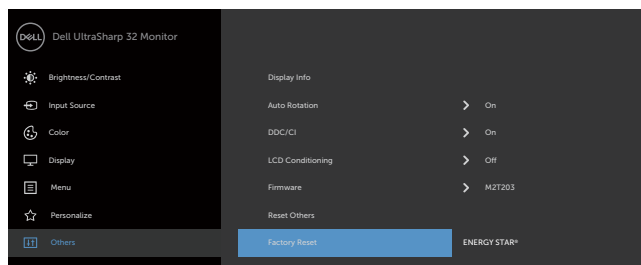 DELL Dell UltraSharp 32 Monitor
Brightness/Contrast Display Info
Input Source Auto Rotation On
Color DDC/CI On
Display LCD Conditioning Off
Menu Firmware M2T203
Personalize Reset Others
Others Factory Reset ENERGY STAR®